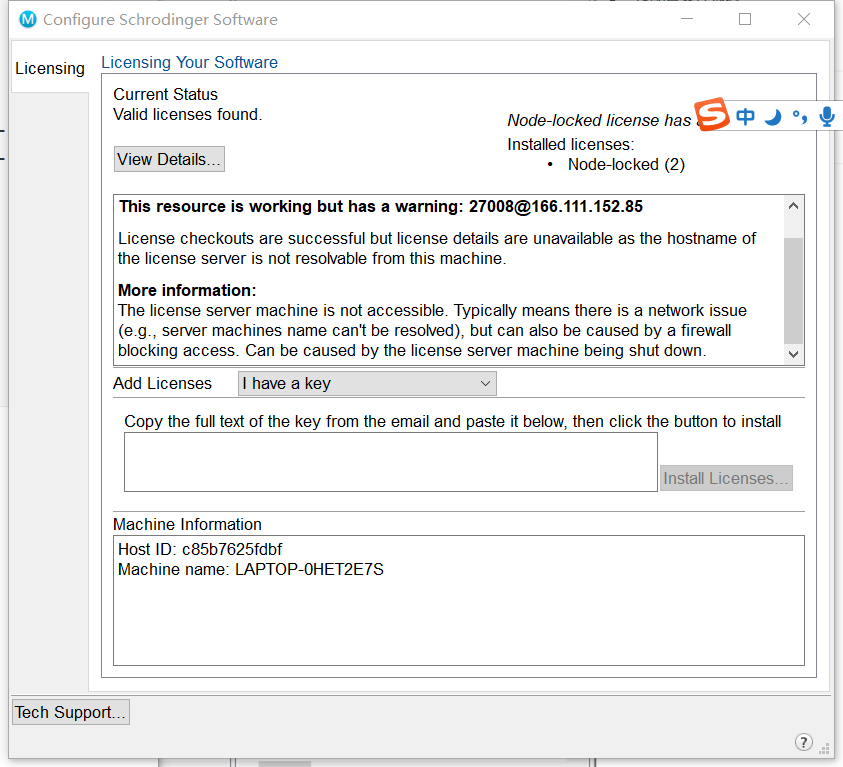 Configure Schrodinger Software
Licensing
Licensing Your Software
Current Status
Valid licenses found.
Node-locked license has
中
Installed licenses:
• Node-locked (2)
View Details...
This resource is working but has a warning: 27008@166.111.152.85
License checkouts are successful but license details are unavailable as the hostname of
the license server is not resolvable from this machine.
More information:
The license server machine is not accessible. Typically means there is a network issue
(e.g., server machines name can't be resolved), but can also be caused by a firewall
blocking access. Can be caused by the license server machine being shut down.
Add Licenses
I have a key
Copy the full text of the key from the email and paste it below, then click the button to install
Install Licenses...
Machine Information
Host ID: c85b7625fdbf
Machine name: LAPTOP-0HET2E7S
Tech Support...
?